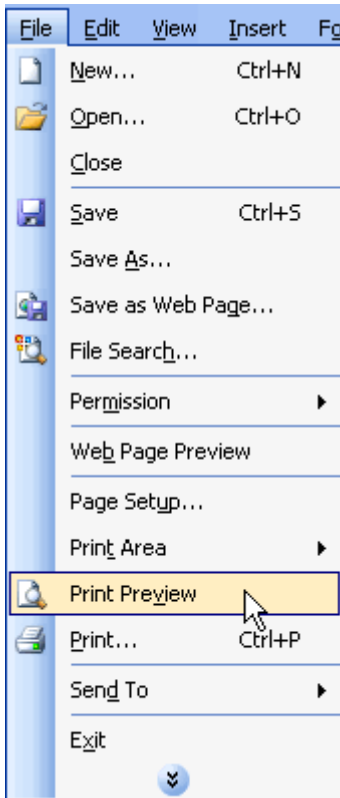 File Edit View Insert Fo
New... Ctrl+N
Open... Ctrl+O
Close
Save Ctrl+S
Save As...
Save as Web Page...
File Search...
Permission
Web Page Preview
Page Setup...
Print Area
Print Preview
Print... Ctrl+P
Send To
Exit